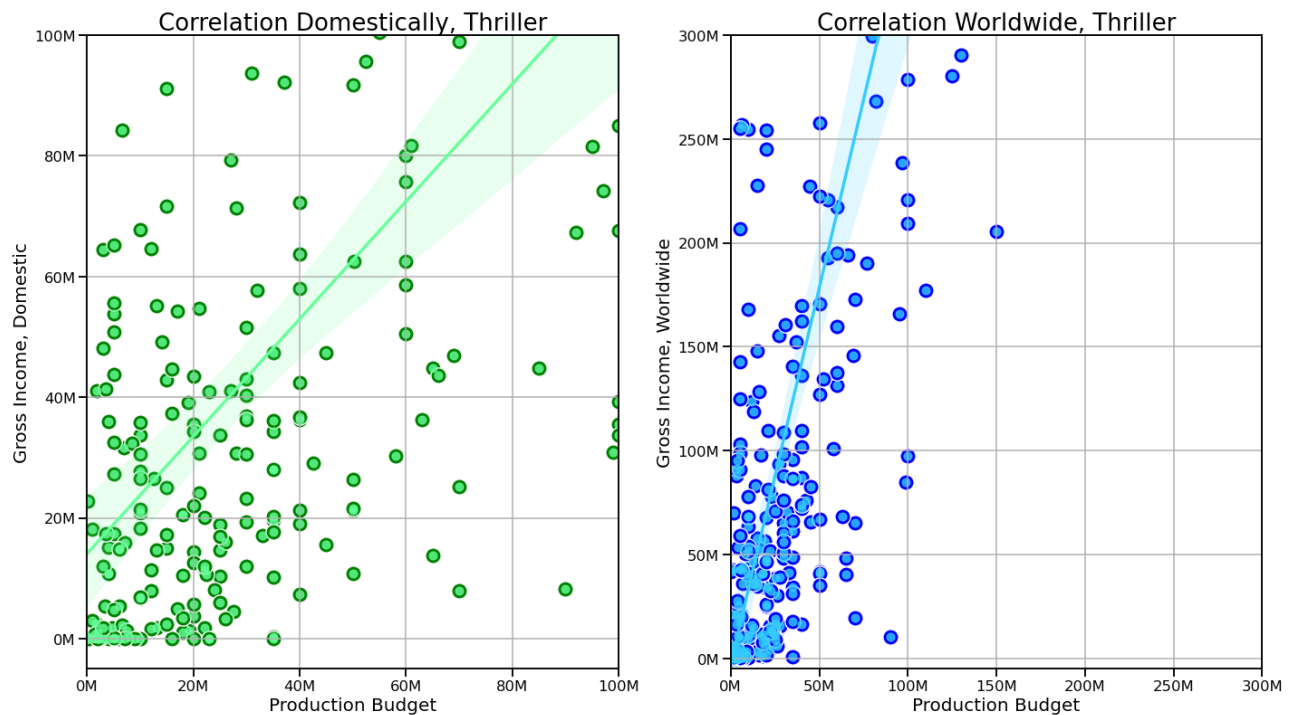 Correlation Domestically, Thriller
100M
80M
60M
40M
20M
0M
Gross Income, Domestic
0M 20M 40M 60M 80M 100M
Production Budget
Correlation Worldwide, Thriller
300M
250M
200M
150M
100M
50M
0M
Gross Income, Worldwide
0M 50M 100M 150M 200M 250M 300M
Production Budget